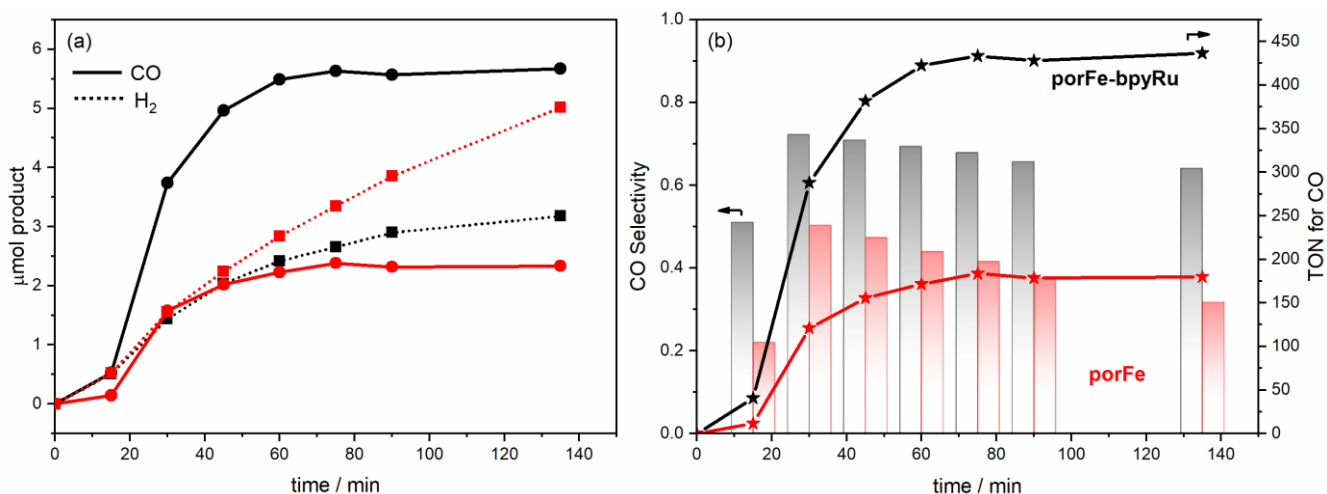 (a)
CO
H2
µmol product
6
5
4
3
2
1
0
0 20 40 60 80 100 120 140
time / min
(b)
CO Selectivity
1.0
0.8
0.6
0.4
0.2
0.0
porFe-bpyRu
porFe
0 20 40 60 80 100 120 140
time / min
TON for CO
450
400
350
300
250
200
150
100
50
0